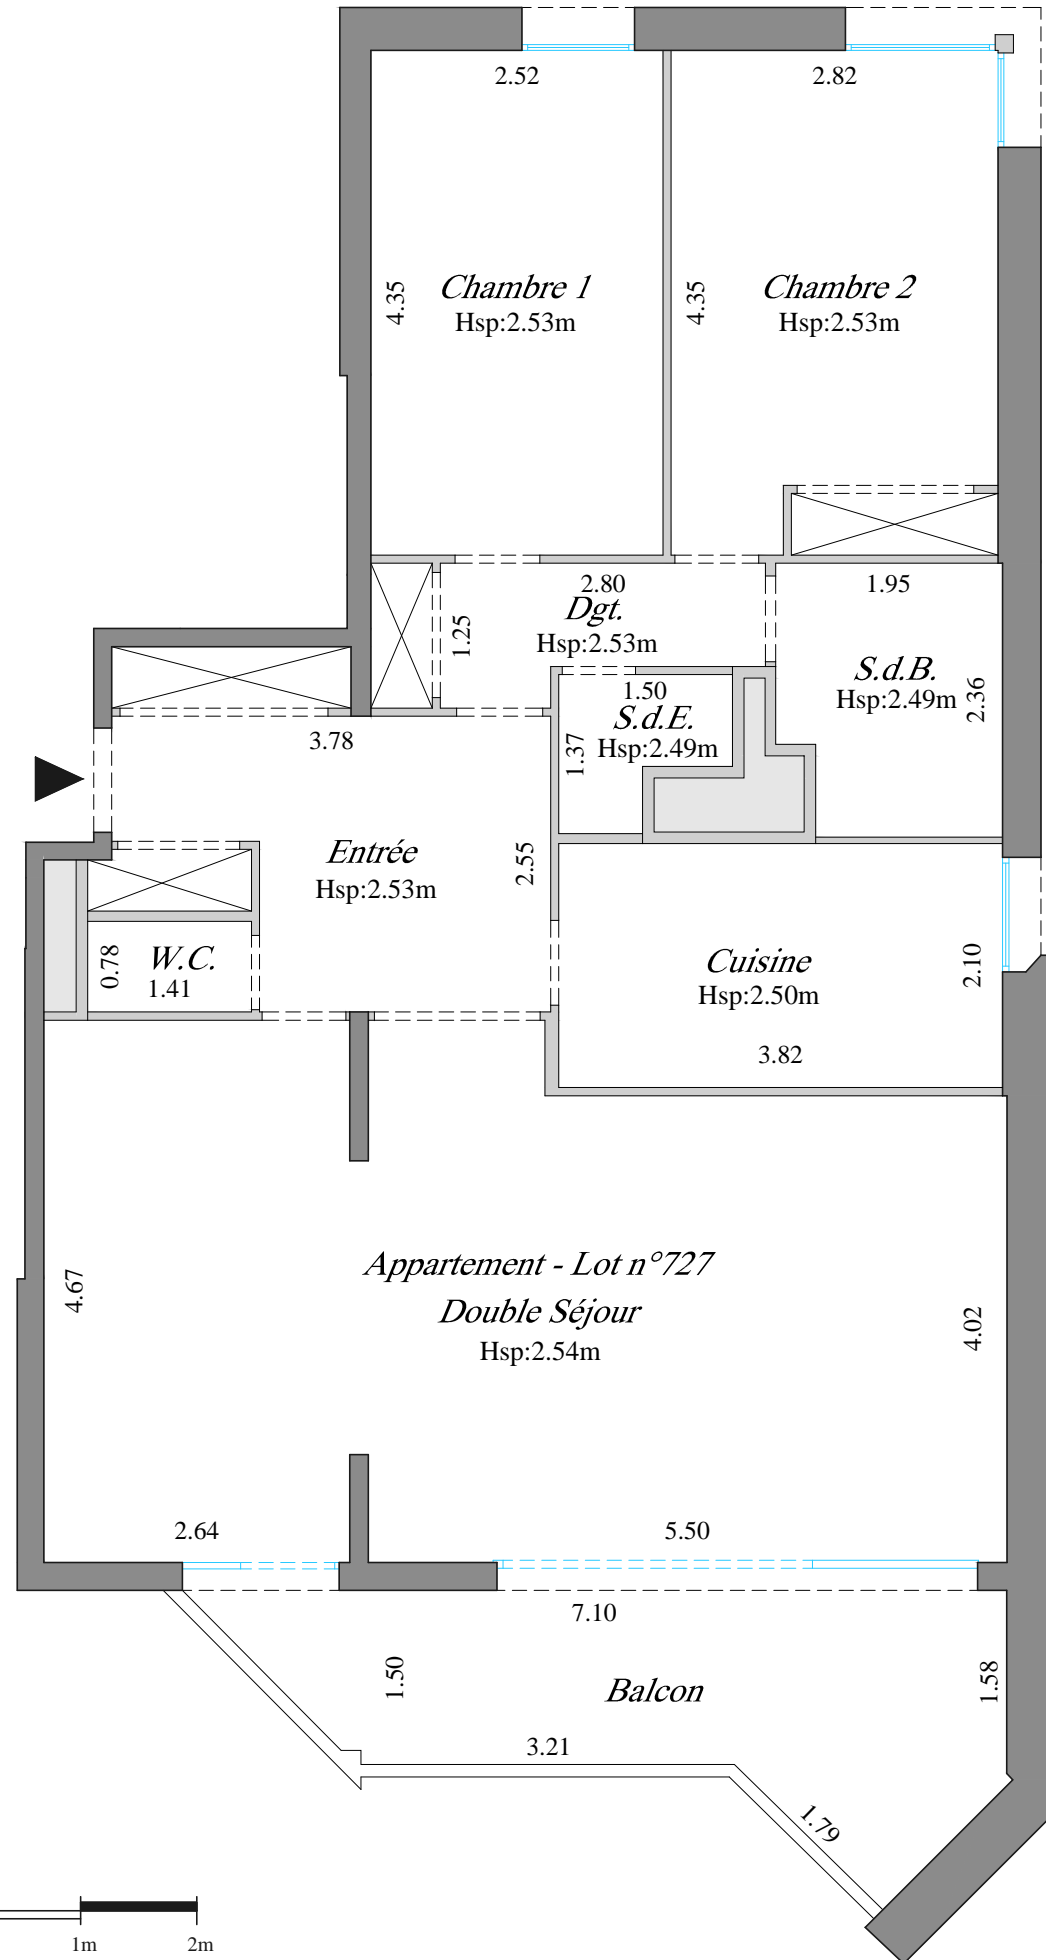 2.52
2.82
Chambre 1
Hsp:2.53m
4.35
Chambre 2
Hsp:2.53m
4.35
2.80
Dgt.
Hsp:2.53m
1.25
1.95
S.d.B.
Hsp:2.49m
2.36
1.50
S.d.E.
Hsp:2.49m
1.37
3.78
Entrée
Hsp:2.53m
2.55
W.C.
1.41
0.78
Cuisine
Hsp:2.50m
2.10
3.82
Appartement - Lot n°727
Double Séjour
Hsp:2.54m
4.67
4.02
2.64
5.50
7.10
1.50
Balcon
1.58
3.21
1.79
1m
2m